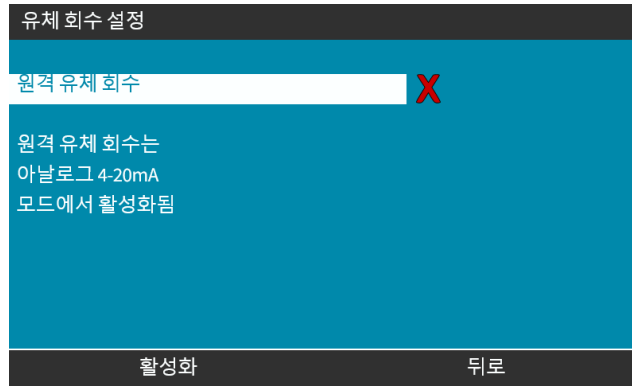 유체 회수 설정
원격 유체 회수
X
원격 유체 회수는
아날로그 4-20mA
모드에서 활성화됨
활성화
뒤로